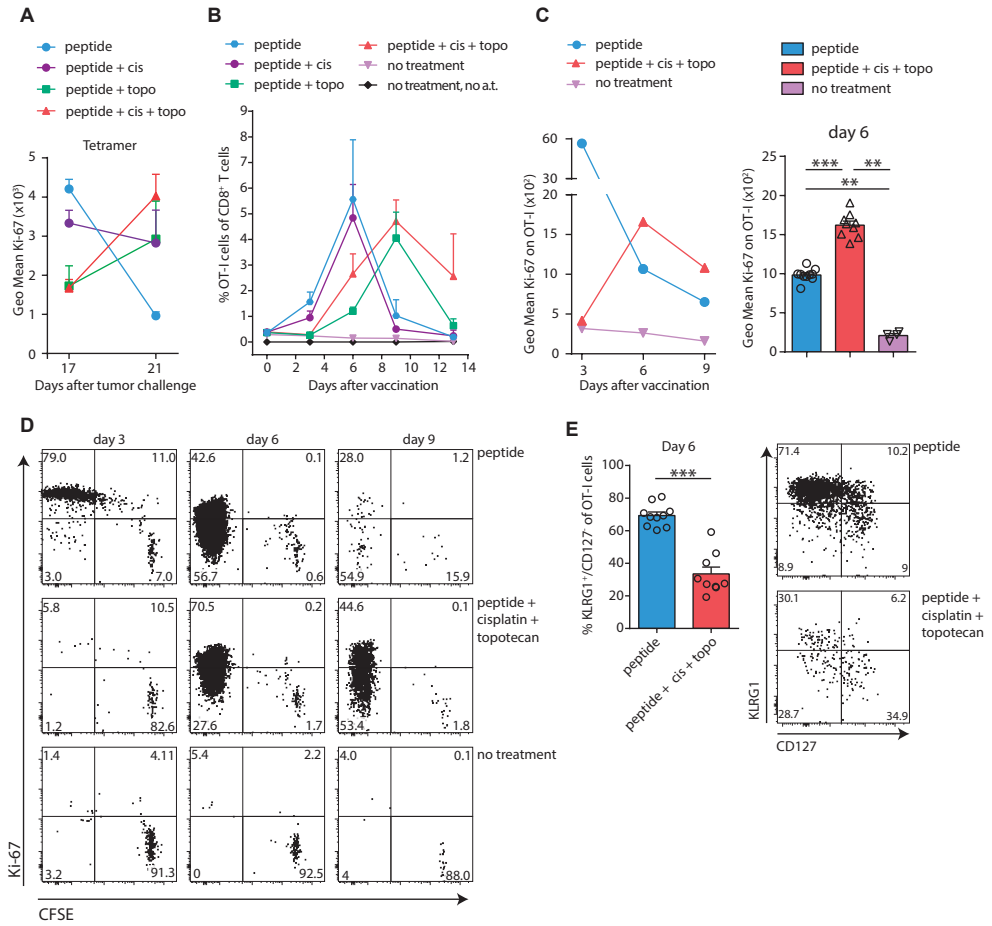 A
peptide
peptide + cis
peptide + topo
peptide + cis + topo
Tetramer
Geo Mean Ki-67 (x10³)
5
4
3
2
1
0
17
21
Days after tumor challenge
B
peptide
peptide + cis
peptide + topo
peptide + cis + topo
no treatment
no treatment, no a.t.
% OT-I cells of CD8⁺ T cells
9
8
7
6
5
4
3
2
1
0
0 2 4 6 8 10 12 14
Days after vaccination
C
peptide
peptide + cis + topo
no treatment
Geo Mean Ki-67 on OT-I (x10²)
60
30
20
15
10
5
0
3 6 9
Days after vaccination
peptide
peptide + cis + topo
no treatment
day 6
Geo Mean Ki-67 on OT-I (x10²)
25
20
15
10
5
0
*** **
**
D
day 3 day 6 day 9
79.0 11.0
3.0 7.0
42.6 0.1
56.7 0.6
28.0 1.2
54.9 15.9
peptide
5.8 10.5
1.2 82.6
70.5 0.2
27.6 1.7
44.6 0.1
53.4 1.8
peptide +
cisplatin +
topotecan
1.4 4.11
3.2 91.3
5.4 2.2
0 92.5
4.0 0.1
4 88.0
no treatment
Ki-67
CFSE
E
Day 6
% KLRG1⁺/CD127⁻ of OT-I cells
100
80
60
40
20
0
***
peptide
peptide + cis + topo
71.4 10.2
8.9 9
peptide
30.1 6.2
28.7 34.9
peptide +
cisplatin +
topotecan
KLRG1
CD127